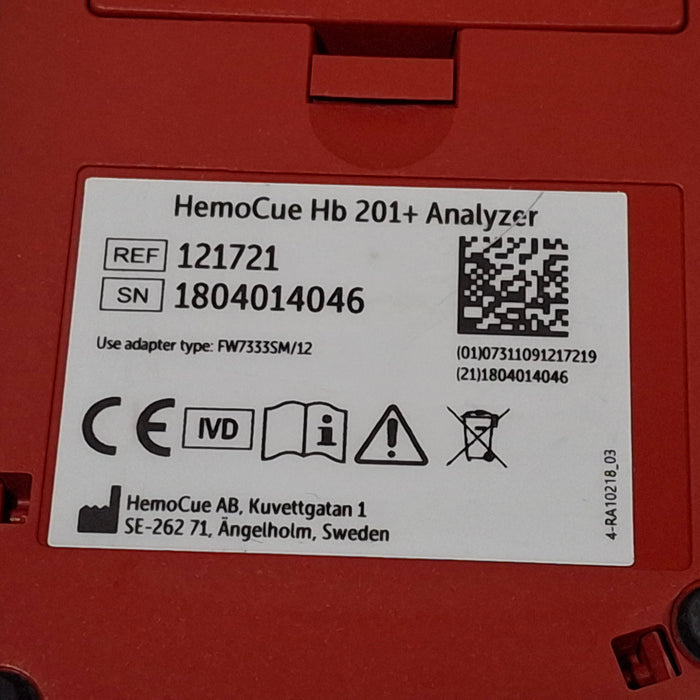 HemoCue Hb 201+ Analyzer
REF 121721
SN 1804014046
Use adapter type: FW7333SM/12
(01)07311091217219
(21)1804014046
CE IVD i !
HemoCue AB, Kuvettgatan 1
SE-262 71, Ängelholm, Sweden
4-RA10218_03